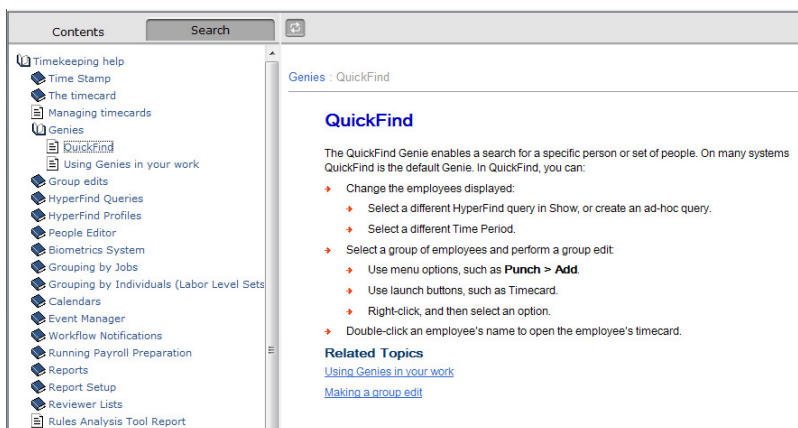 Contents
Search
Timekeeping help
Time Stamp
The timecard
Managing timecards
Genies
QuickFind
Using Genies in your work
Group edits
HyperFind Queries
HyperFind Profiles
People Editor
Biometrics System
Grouping by Jobs
Grouping by Individuals (Labor Level Sets
Calendars
Event Manager
Workflow Notifications
Running Payroll Preparation
Reports
Report Setup
Reviewer Lists
Rules Analysis Tool Report
Genies : QuickFind
QuickFind
The QuickFind Genie enables a search for a specific person or set of people. On many systems
QuickFind is the default Genie. In QuickFind, you can:
Change the employees displayed:
Select a different HyperFind query in Show, or create an ad-hoc query.
Select a different Time Period.
Select a group of employees and perform a group edit:
Use menu options, such as Punch > Add.
Use launch buttons, such as Timecard.
Right-click, and then select an option.
Double-click an employee's name to open the employee's timecard.
Related Topics
Using Genies in your work
Making a group edit